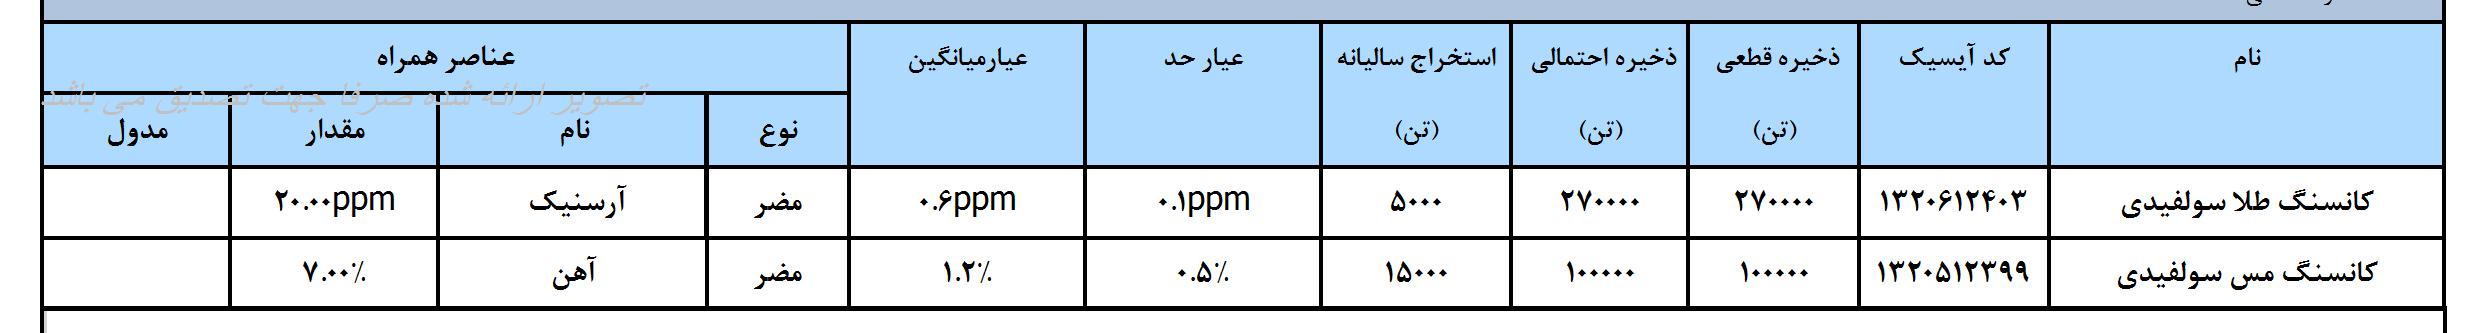 نام کد آیسیک ذخیره قطعی ذخیره احتمالی استخراج سالیانه عیار حد عیارمیانگین عناصر همراه
تصویر ارائه شده صرفا جهت تصدیق می باشد
(تن) (تن) (تن) نوع نام مقدار مدول
کانسنگ طلا سولفیدی ۱۳۲۰۶۱۲۴۰۳ ۲۷۰۰۰۰ ۲۷۰۰۰۰ ۵۰۰۰ ۰.۱ppm ۰.۶ppm مضر آرسنیک ۲۰.۰۰ppm
کانسنگ مس سولفیدی ۱۳۲۰۵۱۲۳۹۹ ۱۰۰۰۰۰ ۱۰۰۰۰۰ ۱۵۰۰۰ ۰.۵٪ ۱.۲٪ مضر آهن ۷.۰۰٪